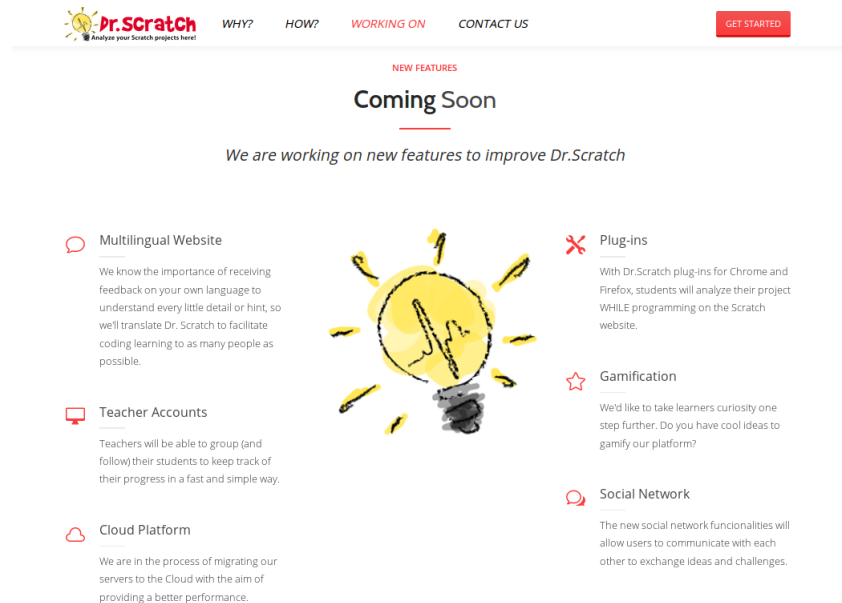 Dr.Scratch
Analyze your Scratch projects here!
WHY?
HOW?
WORKING ON
CONTACT US
GET STARTED
NEW FEATURES
Coming Soon
We are working on new features to improve Dr.Scratch
Multilingual Website
We know the importance of receiving
feedback on your own language to
understand every little detail or hint, so
we'll translate Dr. Scratch to facilitate
coding learning to as many people as
possible.
Teacher Accounts
Teachers will be able to group (and
follow) their students to keep track of
their progress in a fast and simple way.
Cloud Platform
We are in the process of migrating our
servers to the Cloud with the aim of
providing a better performance.
Plug-ins
With Dr.Scratch plug-ins for Chrome and
Firefox, students will analyze their project
WHILE programming on the Scratch
website.
Gamification
We'd like to take learners curiosity one
step further. Do you have cool ideas to
gamify our platform?
Social Network
The new social network funcionalities will
allow users to communicate with each
other to exchange ideas and challenges.